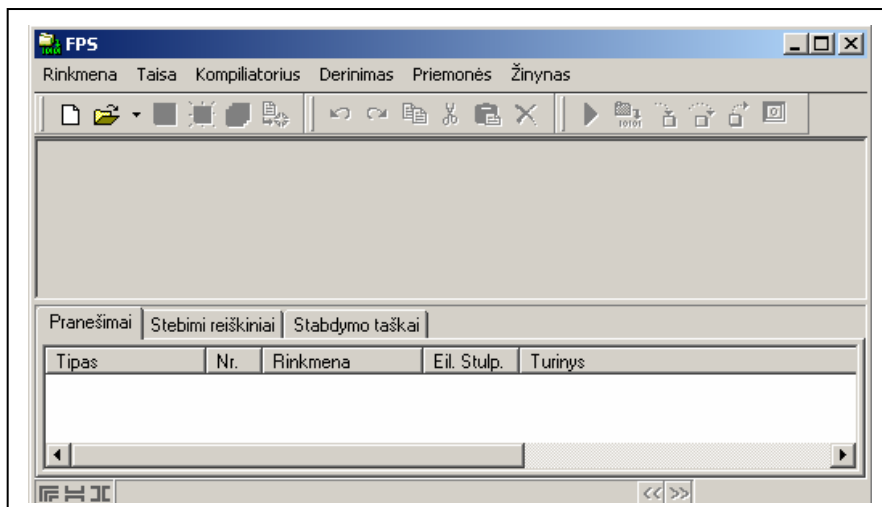 FPS
Rinkmena Taisa Kompiliatorius Derinimas Priemonės Žinynas
Pranešimai Stebimi reiškiniai Stabdymo taškai
Tipas Nr. Rinkmena Eil. Stulp. Turinys